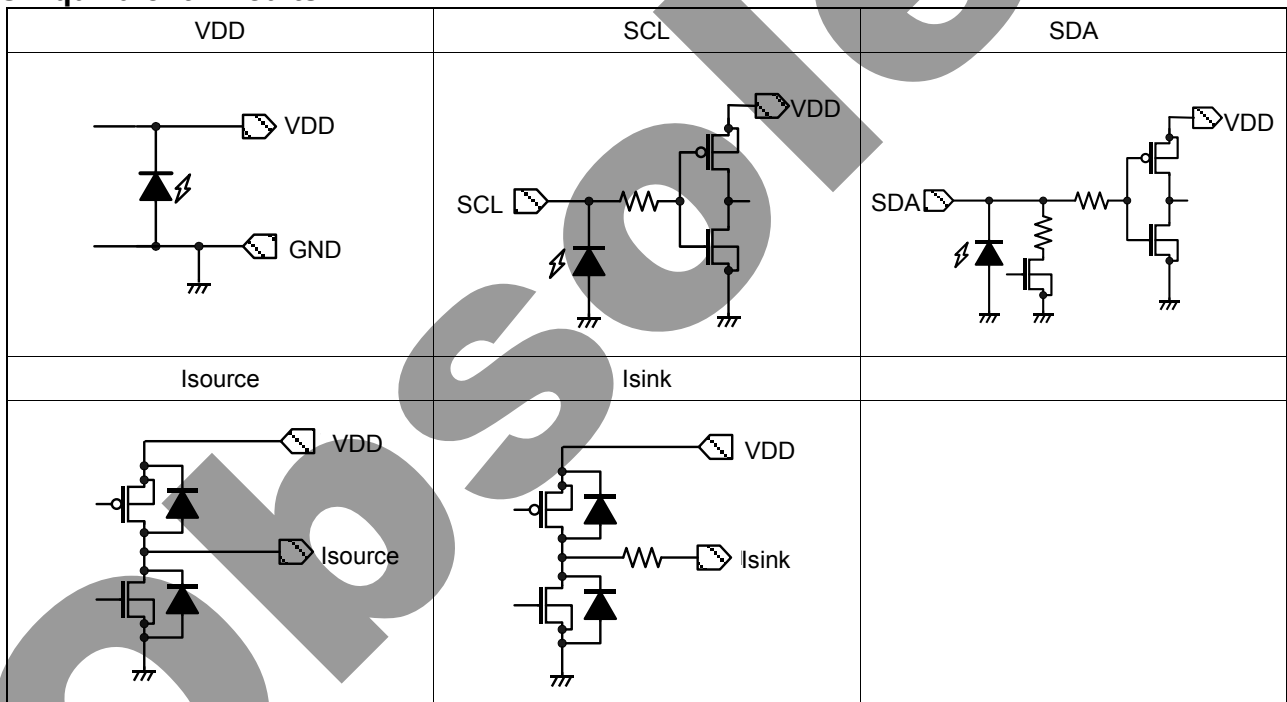 VDD SCL SDA
VDD
GND
SCL
VDD
SDA
VDD
Isource Isink
VDD
Isource
VDD
Isink